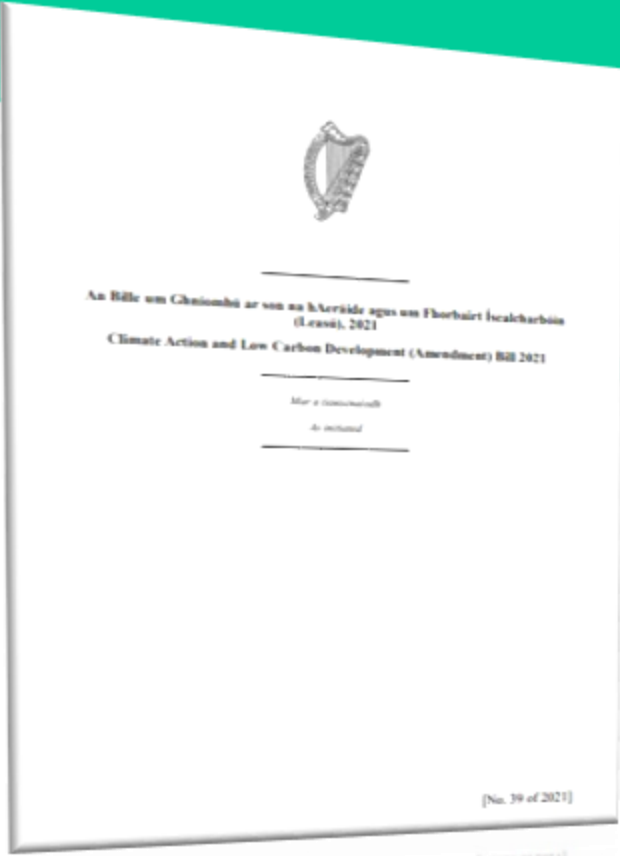 An Bille um Ghníomhú ar son na hAeráide agus um Fhorbairt Ísealcharbóin
(Leasú), 2021
Climate Action and Low Carbon Development (Amendment) Bill 2021
Mar a tionscnaíodh
As initiated
[No. 39 of 2021]